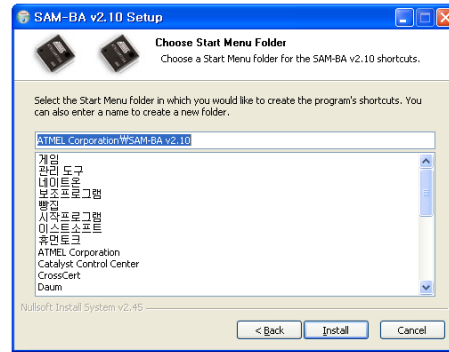 SAM-BA v2.10 Setup
Choose Start Menu Folder
Choose a Start Menu folder for the SAM-BA v2.10 shortcuts.
Select the Start Menu folder in which you would like to create the program's shortcuts. You
can also enter a name to create a new folder.
ATMEL Corporation₩SAM-BA v2.10
게임
관리 도구
네이트온
보조프로그램
빵집
시작프로그램
이스트소프트
휴먼토크
ATMEL Corporation
Catalyst Control Center
CrossCert
Daum
Nullsoft Install System v2.45
< Back
Install
Cancel